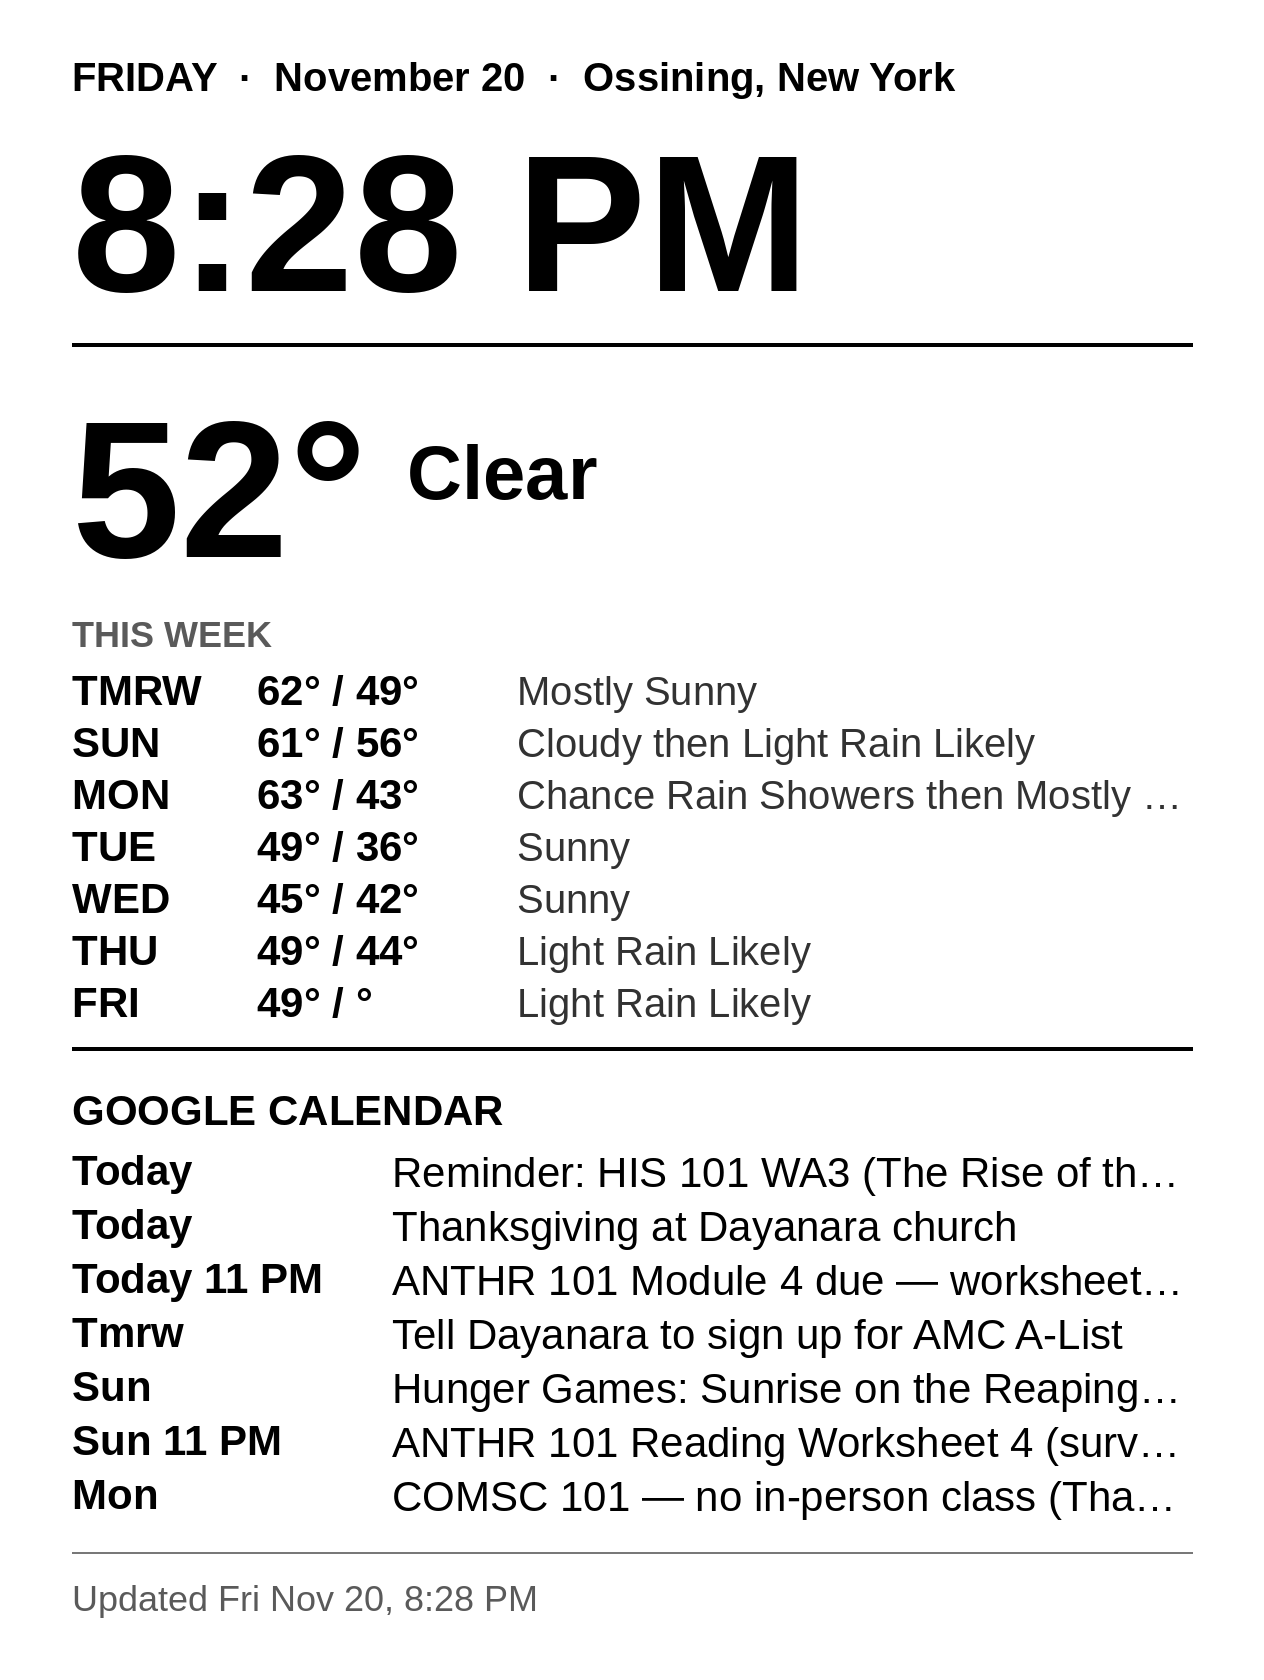 FRIDAY · November 20 · Ossining, New York
8:28 PM
52° Clear
THIS WEEK
TMRW 62° / 49° Mostly Sunny
SUN 61° / 56° Cloudy then Light Rain Likely
MON 63° / 43° Chance Rain Showers then Mostly …
TUE 49° / 36° Sunny
WED 45° / 42° Sunny
THU 49° / 44° Light Rain Likely
FRI 49° / ° Light Rain Likely
GOOGLE CALENDAR
Today Reminder: HIS 101 WA3 (The Rise of th…
Today Thanksgiving at Dayanara church
Today 11 PM ANTHR 101 Module 4 due — worksheet…
Tmrw Tell Dayanara to sign up for AMC A-List
Sun Hunger Games: Sunrise on the Reaping…
Sun 11 PM ANTHR 101 Reading Worksheet 4 (surv…
Mon COMSC 101 — no in-person class (Tha…
Updated Fri Nov 20, 8:28 PM